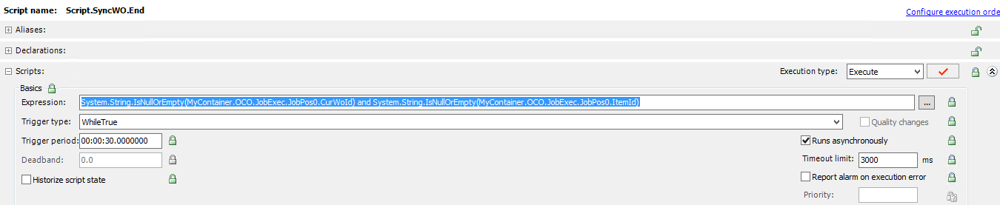 Script name: Script.SyncWO.End
Configure execution orde
Aliases:
Declarations:
Scripts: Execution type: Execute
Basics
Expression: System.String.IsNullOrEmpty(MyContainer.OCO.JobExec.JobPos0.CurWoId) and System.String.IsNullOrEmpty(MyContainer.OCO.JobExec.JobPos0.ItemId) ...
Trigger type: WhileTrue Quality changes
Trigger period: 00:00:30.0000000 Runs asynchronously
Deadband: 0.0 Timeout limit: 3000 ms
Historize script state Report alarm on execution error
Priority: